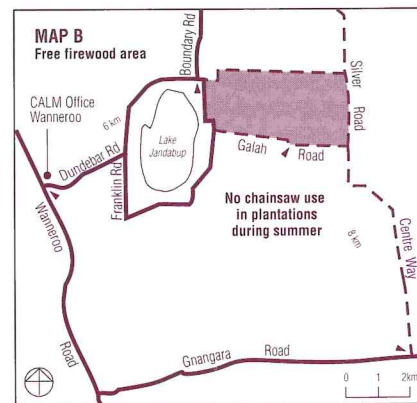 MAP B
Free firewood area
CALM Office
Wanneroo
Boundary Rd
6 km
Dundebar Rd
Franklin Rd
Lake
Jandabup
Silver
Road
Galah Road
No chainsaw use
in plantations
during summer
8 km
Centre Way
Wanneroo
Road
Gnangara Road
0 1 2km